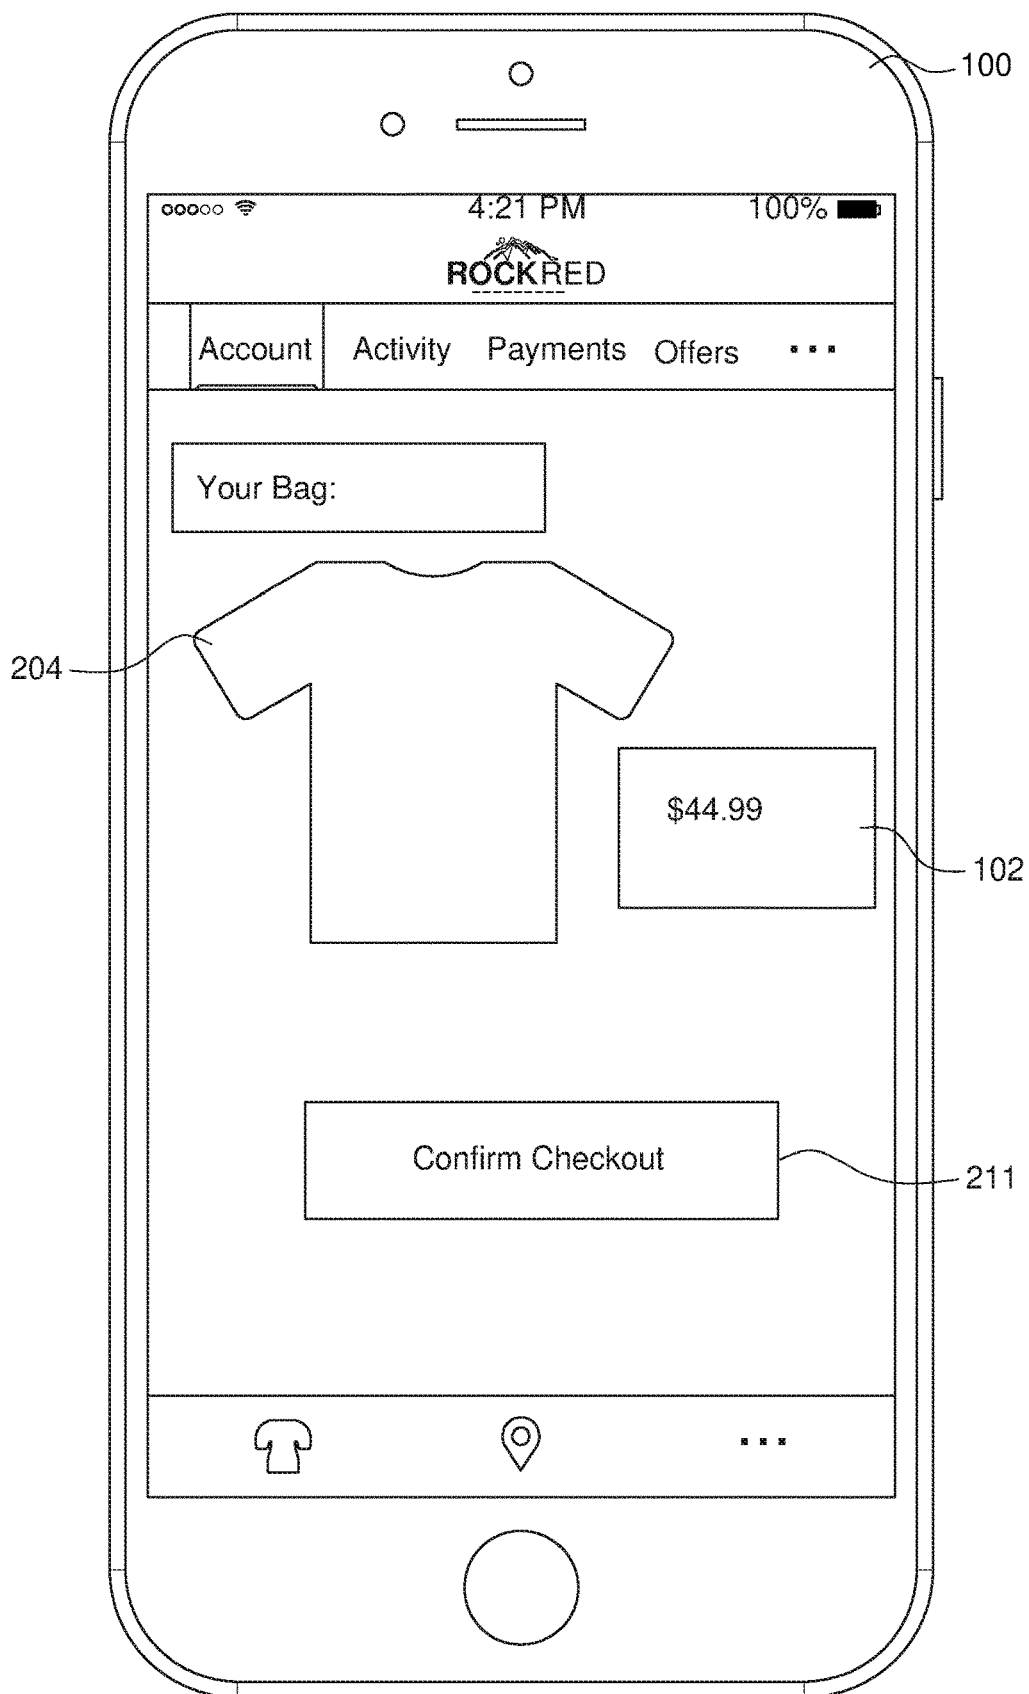 100
4:21 PM 100%
ROCKRED
Account Activity Payments Offers ...
Your Bag:
204
$44.99
102
Confirm Checkout
211
...